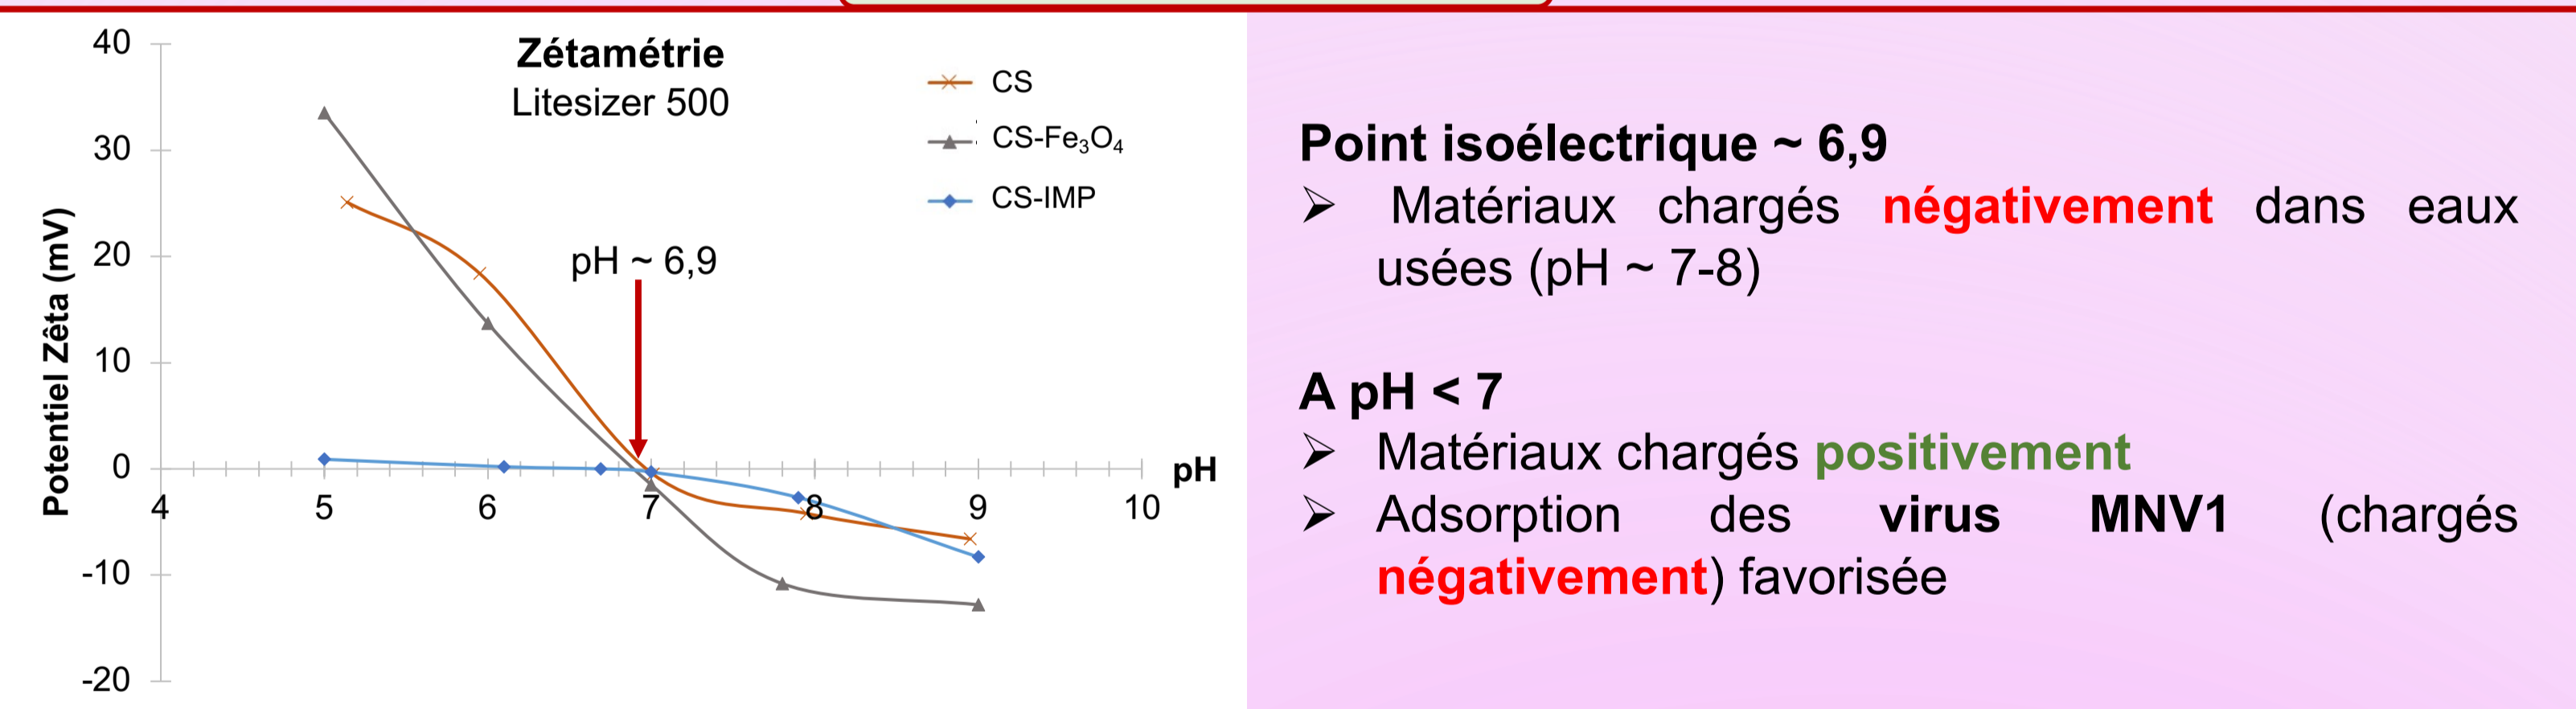 Zétamétrie
Litesizer 500
CS
CS-Fe₃O₄
CS-IMP
pH ~ 6,9
Potentiel Zêta (mV)
40
30
20
10
0
-10
-20
4 5 6 7 8 9 10
pH
Point isoélectrique ~ 6,9
➢ Matériaux chargés négativement dans eaux
usées (pH ~ 7-8)
A pH < 7
➢ Matériaux chargés positivement
➢ Adsorption des virus MNV1 (chargés
négativement) favorisée